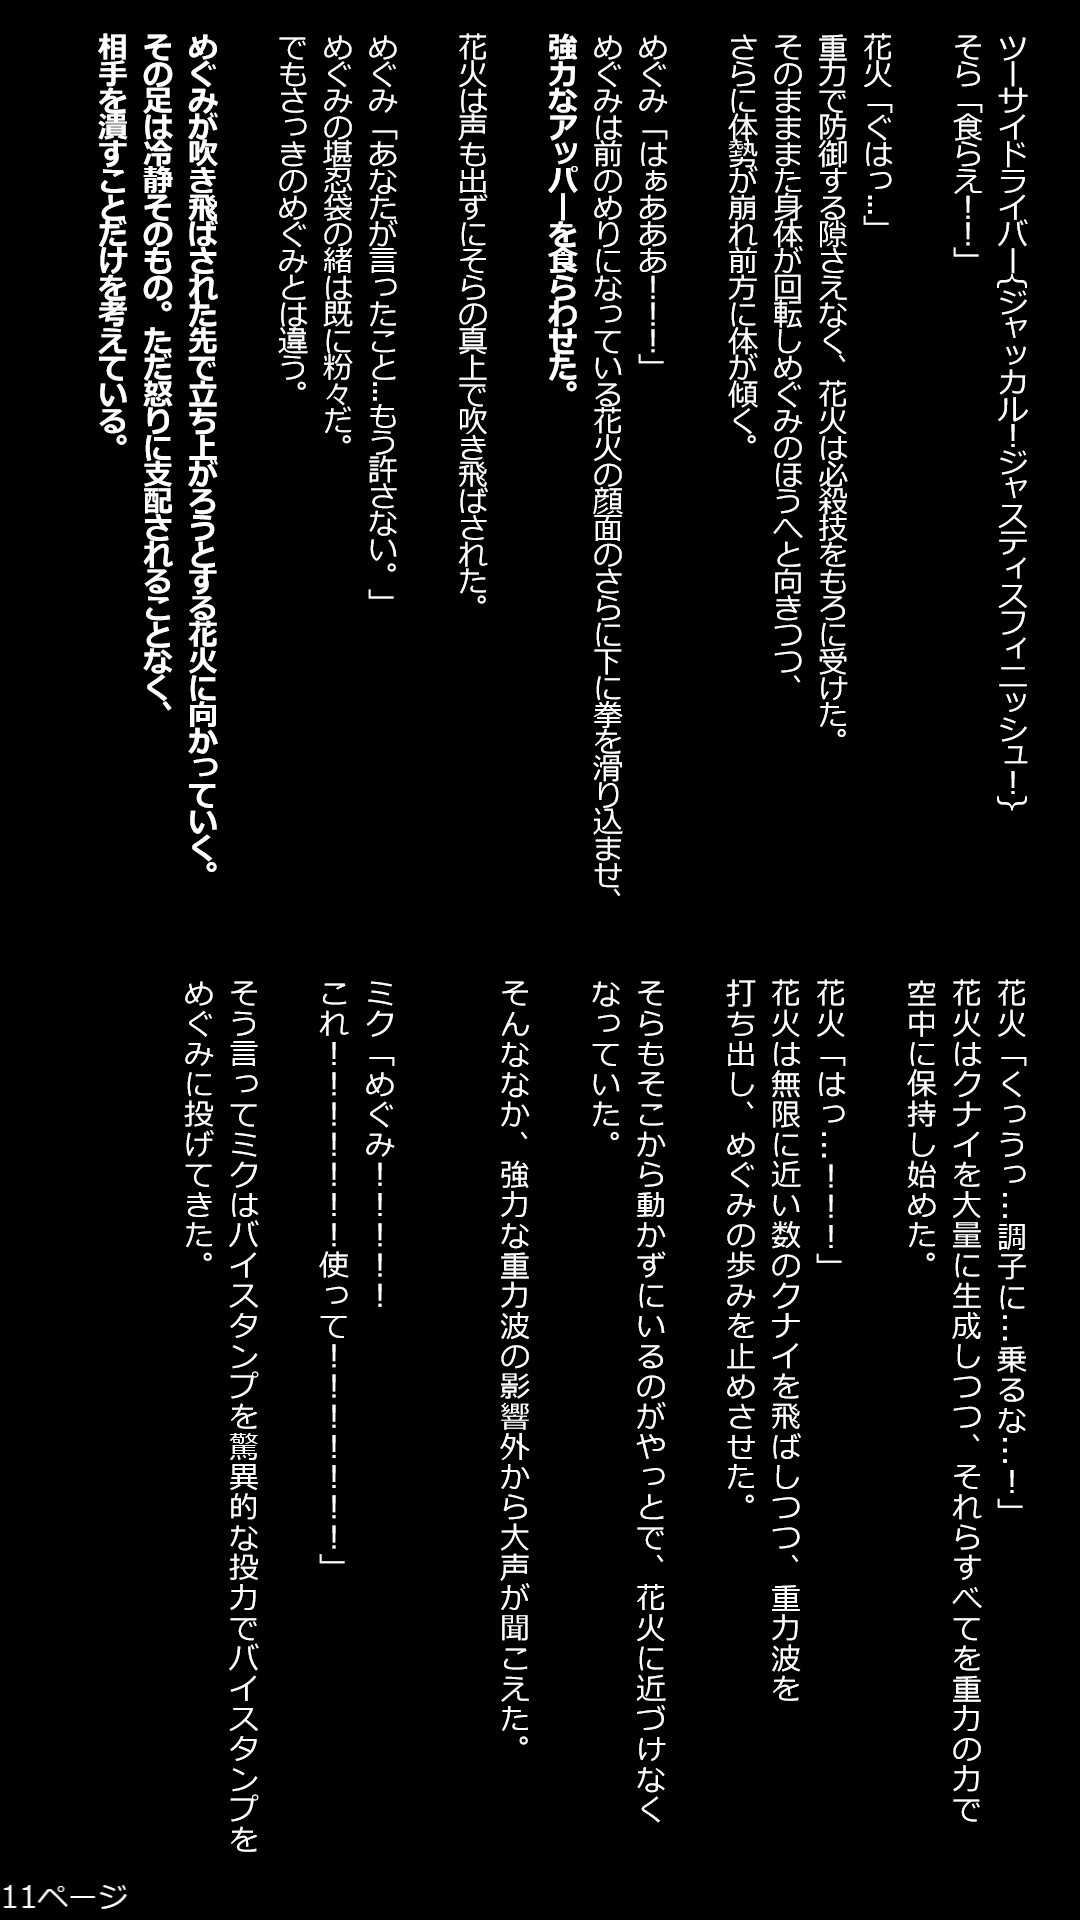 ツーサイドライバー{ジャッカル！ジャスティスフィニッシュ！}
そら「食らえ！！」
花火「ぐはっ…」
重力で防御する隙さえなく、花火は必殺技をもろに受けた。
そのまままた身体が回転しめぐみのほうへと向きつつ、
さらに体勢が崩れ前方に体が傾く。
めぐみ「はぁあああ！！！」
めぐみは前のめりになっている花火の顔面のさらに下に拳を滑り込ませ、
強力なアッパーを食らわせた。
花火は声も出ずにそらの真上で吹き飛ばされた。
めぐみ「あなたが言ったこと…もう許さない。」
めぐみの堪忍袋の緒は既に粉々だ。
でもさっきのめぐみとは違う。
めぐみが吹き飛ばされた先で立ち上がろうとする花火に向かっていく。
その足は冷静そのもの。ただ怒りに支配されることなく、
相手を潰すことだけを考えている。
花火「くっうっ…調子に…乗るな…！」
花火はクナイを大量に生成しつつ、それらすべてを重力の力で
空中に保持し始めた。
花火「はっ…！！！」
花火は無限に近い数のクナイを飛ばしつつ、重力波を
打ち出し、めぐみの歩みを止めさせた。
そらもそこから動かずにいるのがやっとで、花火に近づけなく
なっていた。
そんななか、強力な重力波の影響外から大声が聞こえた。
ミク「めぐみ！！！！！
これ！！！！！！！使って！！！！！！！」
そう言ってミクはバイスタンプを驚異的な投力でバイスタンプを
めぐみに投げてきた。
11ページ